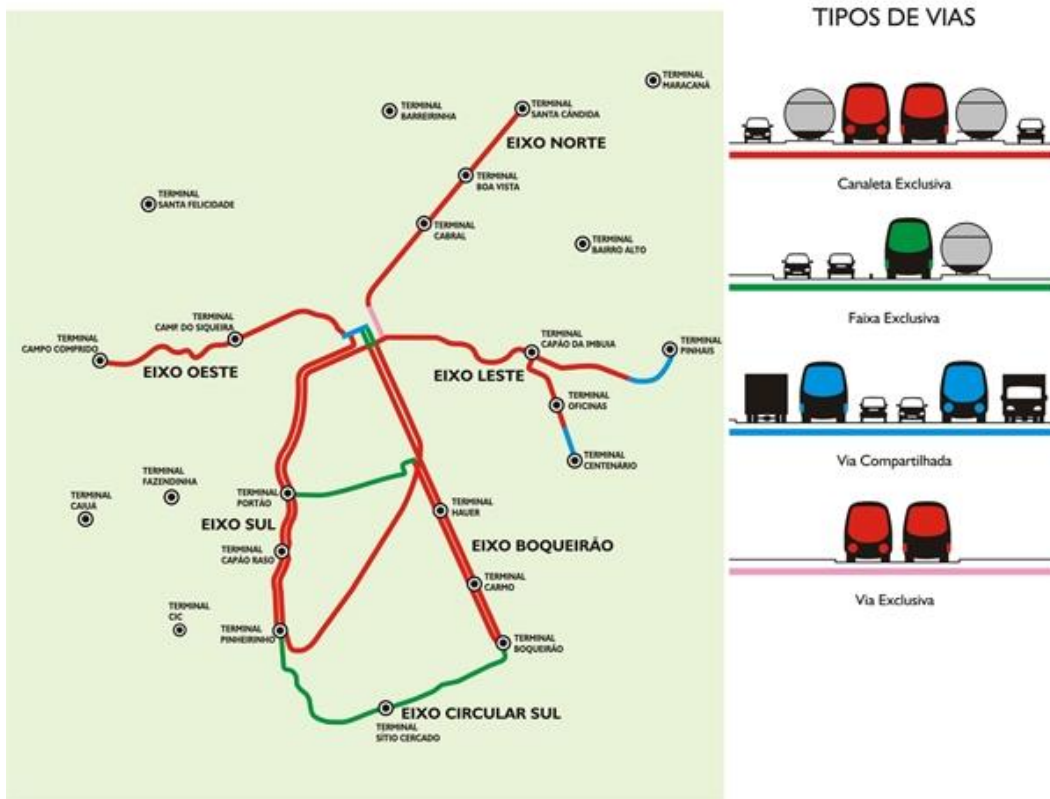 TIPOS DE VIAS
TERMINAL
MARACANÃ
TERMINAL
BARREIRINHA
TERMINAL
SANTA CÂNDIDA
EIXO NORTE
TERMINAL
BOA VISTA
TERMINAL
SANTA FELICIDADE
TERMINAL
CABRAL
TERMINAL
BAIRRO ALTO
TERMINAL
CAMP. DO SIQUEIRA
TERMINAL
CAMPO COMPRIDO
EIXO OESTE
TERMINAL
CAPÃO DA IMBUIA
TERMINAL
PINHAIS
EIXO LESTE
TERMINAL
OFICINAS
TERMINAL
CENTENÁRIO
TERMINAL
FAZENDINHA
TERMINAL
CAIUÁ
TERMINAL
PORTÃO
EIXO SUL
TERMINAL
HAUER
EIXO BOQUEIRÃO
TERMINAL
CAPÃO RASO
TERMINAL
CARMO
TERMINAL
CIC
TERMINAL
PINHEIRINHO
TERMINAL
BOQUEIRÃO
EIXO CIRCULAR SUL
TERMINAL
SÍTIO CERCADO
Canaleta Exclusiva
Faixa Exclusiva
Via Compartilhada
Via Exclusiva